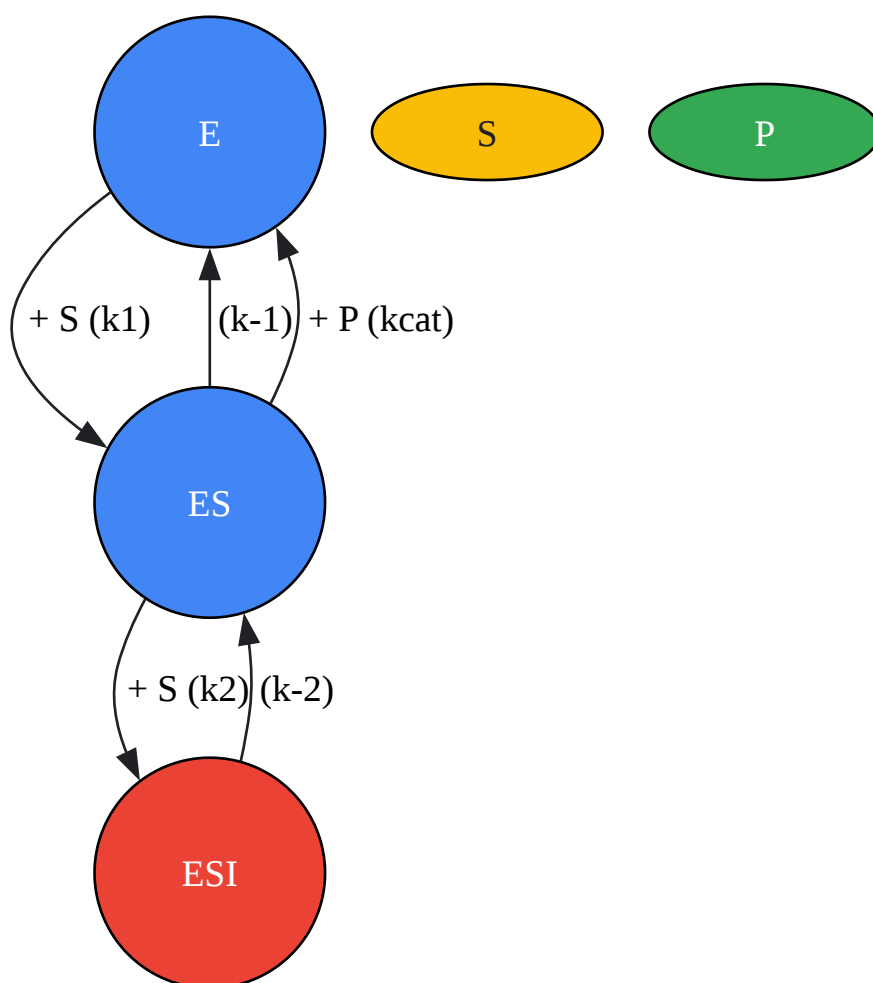 E
S
P
+ S (k1)
(k-1)
+ P (kcat)
ES
+ S (k2)
(k-2)
ESI